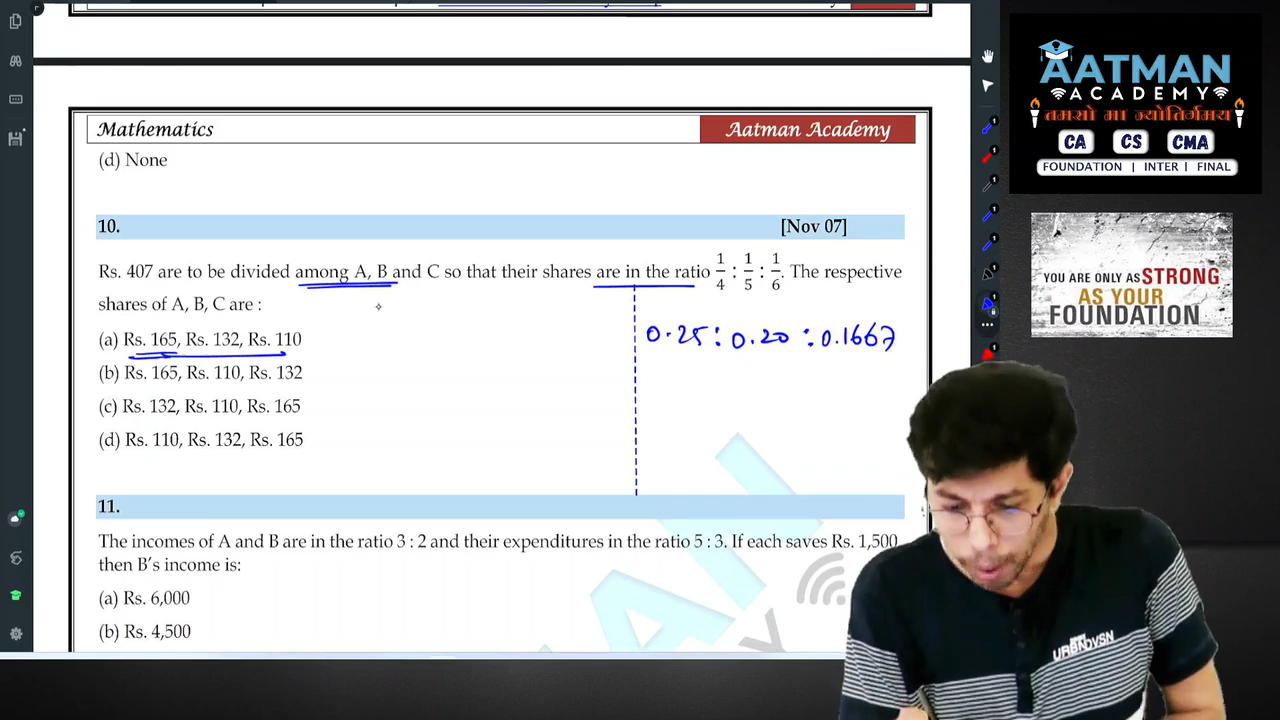 Mathematics
Aatman Academy
(d) None
10.
[Nov 07]
Rs. 407 are to be divided among A, B and C so that their shares are in the ratio 1/4 : 1/5 : 1/6. The respective
shares of A, B, C are :
(a) Rs. 165, Rs. 132, Rs. 110
0.25 : 0.20 : 0.1667
(b) Rs. 165, Rs. 110, Rs. 132
(c) Rs. 132, Rs. 110, Rs. 165
(d) Rs. 110, Rs. 132, Rs. 165
11.
The incomes of A and B are in the ratio 3 : 2 and their expenditures in the ratio 5 : 3. If each saves Rs. 1,500
then B's income is:
(a) Rs. 6,000
(b) Rs. 4,500
AATMAN
ACADEMY
तमसो मा ज्योतिर्गमय
CA CS CMA
FOUNDATION | INTER | FINAL
YOU ARE ONLY AS STRONG
AS YOUR
FOUNDATION
URBNDVSN